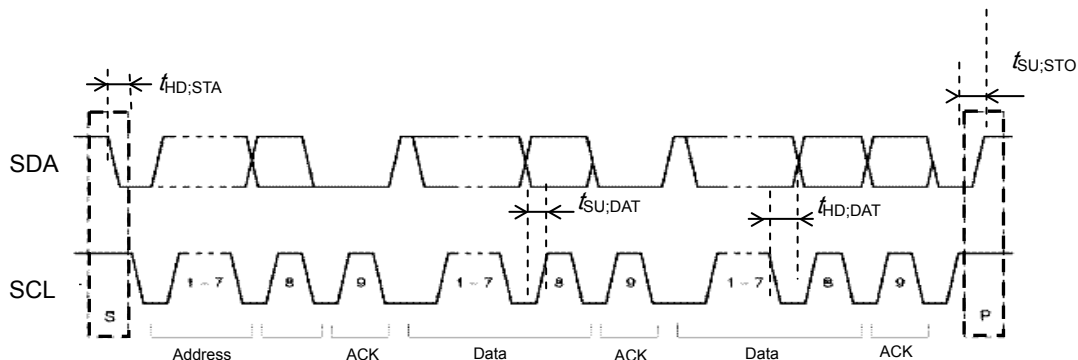 tHD;STA
tSU;STO
SDA
tSU;DAT
tHD;DAT
SCL
1 ~ 7 8 9 1 ~ 7 8 9 1 ~ 7 8 9
S P
Address ACK Data ACK Data ACK